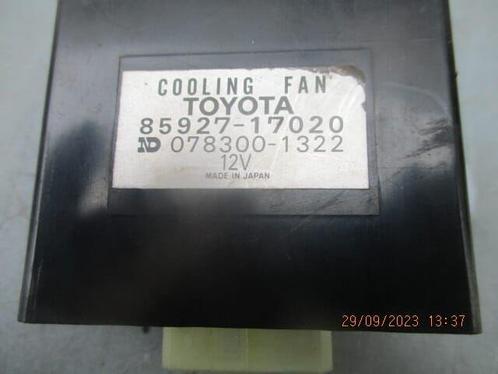 COOLING FAN
TOYOTA
85927-17020
ND 078300-1322
12V
MADE IN JAPAN
29/09/2023 13:37